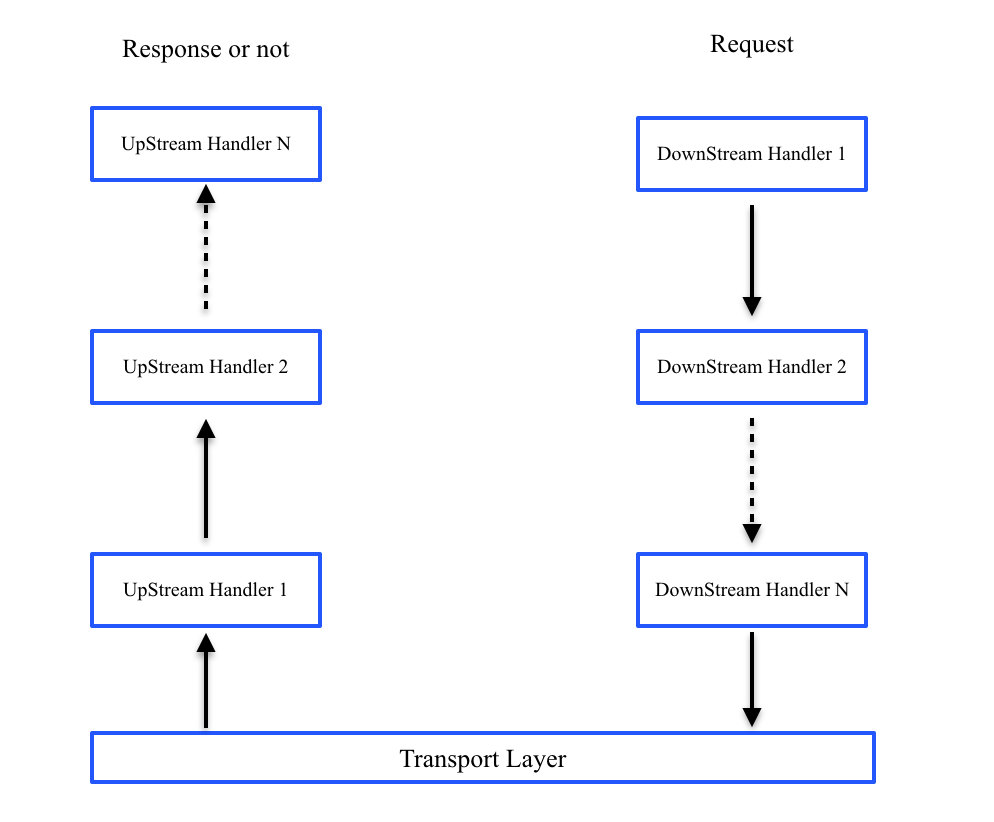 Response or not
Request
UpStream Handler N
DownStream Handler 1
UpStream Handler 2
DownStream Handler 2
UpStream Handler 1
DownStream Handler N
Transport Layer